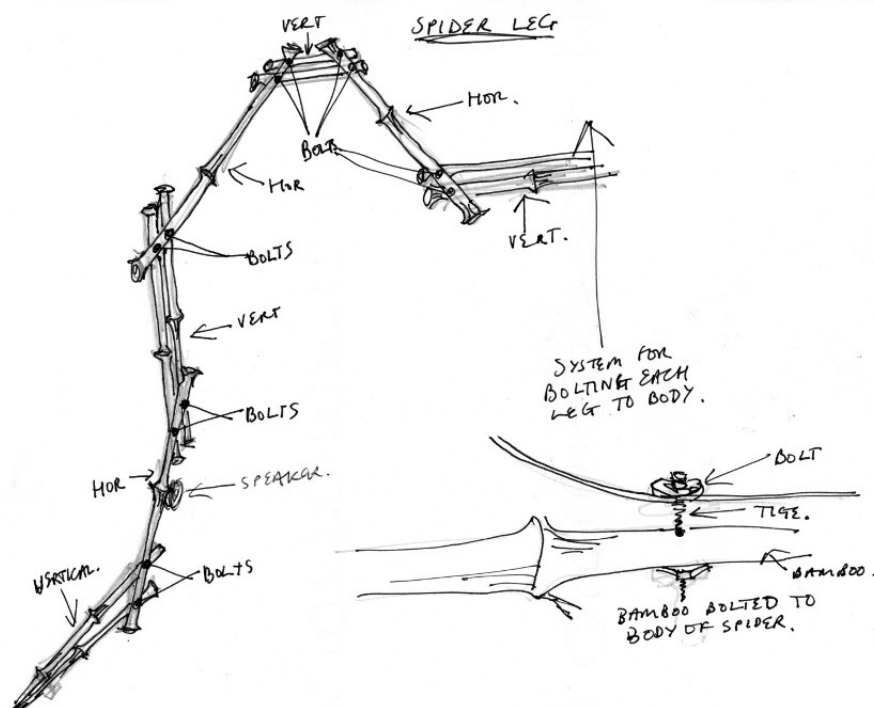 SPIDER LEG
VERT
HOR.
BOLTS
HOR
VERT.
BOLTS
VERT
SYSTEM FOR
BOLTING EACH
LEG TO BODY.
BOLTS
HOR
SPEAKER.
BOLT
TIGE.
BAMBOO.
VERTICAL.
BOLTS
BAMBOO BOLTED TO
BODY OF SPIDER.